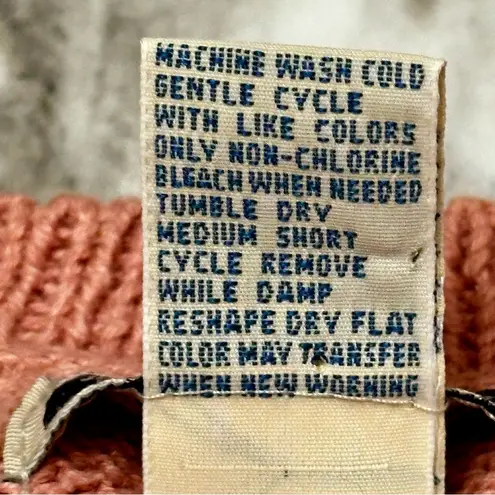 MACHINE WASH COLD
GENTLE CYCLE
WITH LIKE COLORS
ONLY NON-CHLORINE
BLEACH WHEN NEEDED
TUMBLE DRY
MEDIUM SHORT
CYCLE REMOVE
WHILE DAMP
RESHAPE DRY FLAT
COLOR MAY TRANSFER
WHEN NEW WORNING